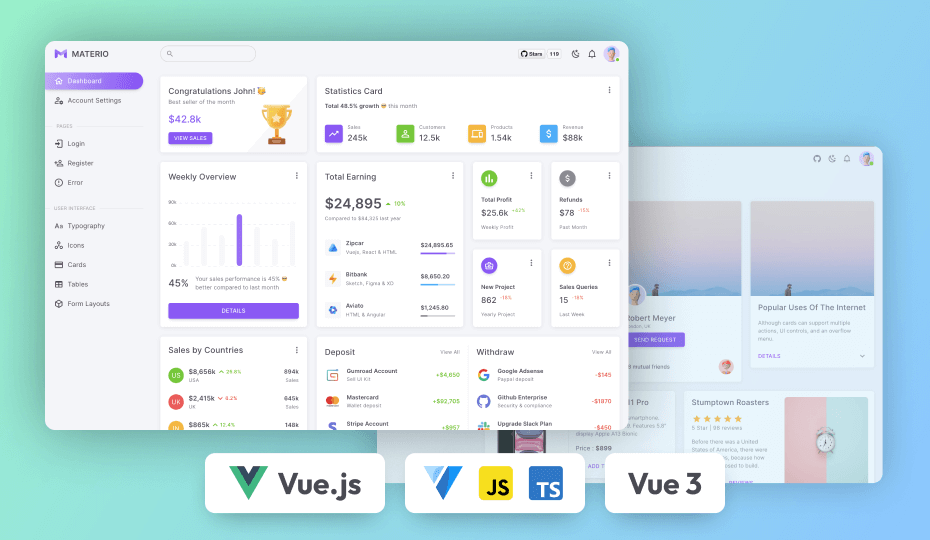 MATERIO
Stars 119
Dashboard
Account Settings
PAGES
Login
Register
Error
USER INTERFACE
Typography
Icons
Cards
Tables
Form Layouts
Congratulations John!
Best seller of the month
$42.8k
VIEW SALES
Statistics Card
Total 48.5% growth this month
Sales
245k
Customers
12.5k
Products
1.54k
Revenue
$88k
Weekly Overview
90k
60k
30k
0k
45%
Your sales performance is 45%
better compared to last month
DETAILS
Total Earning
$24,895 10%
Compared to $84,325 last year
Zipcar
Vuejs, React & HTML
$24,895.65
Bitbank
Sketch, Figma & XD
$8,650.20
Aviato
HTML & Angular
$1,245.80
Total Profit
$25.6k +42%
Weekly Profit
Refunds
$78 -15%
Past Month
New Project
862 -18%
Yearly Project
Sales Queries
15 -18%
Last Week
Sales by Countries
US
$8,656k 25.8%
USA
894k
Sales
UK
$2,415k 6.2%
UK
645k
Sales
IN
$865k 12.4%
148k
Deposit
View All
Gumroad Account
Sell UI Kit
+$4,650
Mastercard
Wallet deposit
+$92,705
Stripe Account
+$957
Withdraw
View All
Google Adsense
Paypal deposit
-$145
Github Enterprise
Security & compliance
-$1870
Upgrade Slack Plan
-$450
Robert Meyer
SEND REQUEST
mutual friends
Popular Uses Of The Internet
Although cards can support multiple
actions, UI controls, and an overflow
menu.
DETAILS
11 Pro
smartphone,
Features 5.8"
display Apple A13 Bionic
Price : $899
ADD
Stumptown Roasters
5 Star | 98 reviews
Before there was a United
States of America, there were
because how
need to build.
REVIEWS
Vue.js
JS
TS
Vue 3